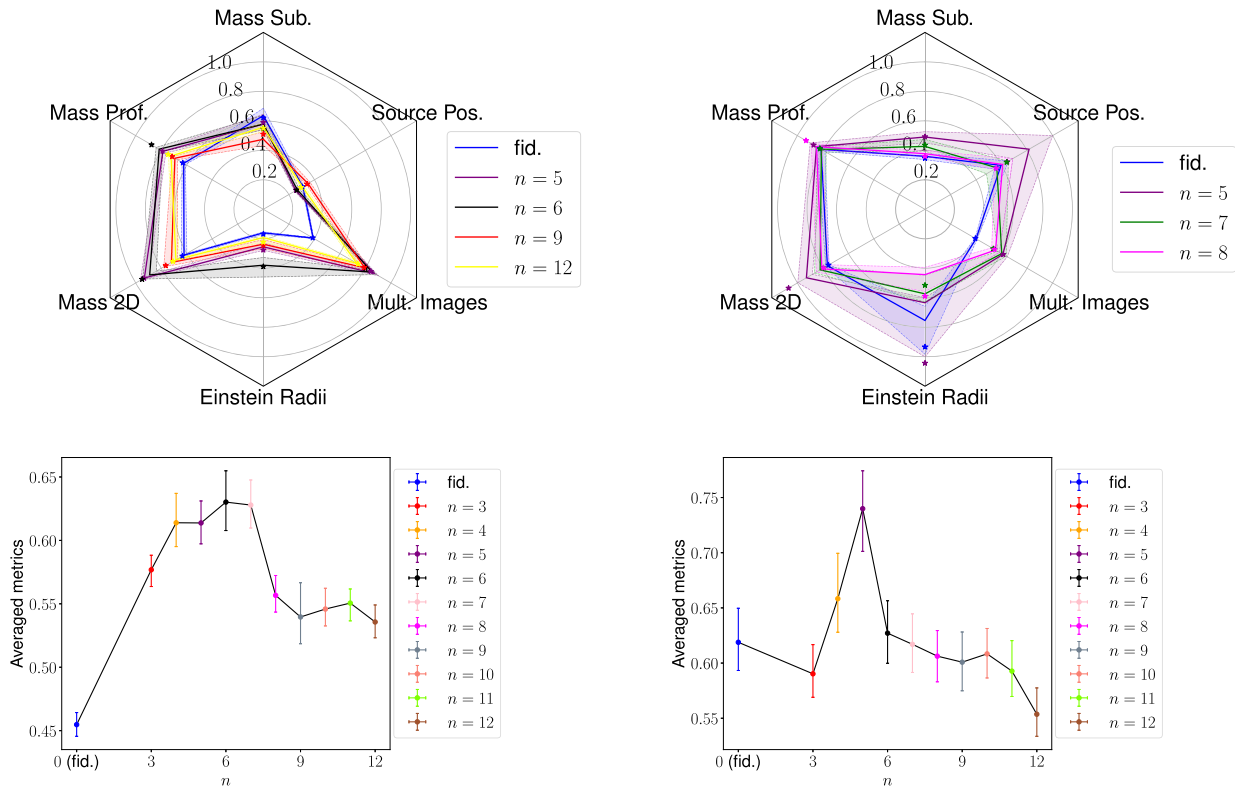 Mass Sub.
Mass Prof.
Source Pos.
1.0
0.8
0.6
0.4
0.2
Mass 2D
Mult. Images
Einstein Radii
fid.
n = 5
n = 6
n = 9
n = 12
Mass Sub.
Mass Prof.
Source Pos.
1.0
0.8
0.6
0.4
0.2
Mass 2D
Mult. Images
Einstein Radii
fid.
n = 5
n = 7
n = 8
Averaged metrics
0.65
0.60
0.55
0.50
0.45
0 (fid.) 3 6 9 12
n
fid.
n = 3
n = 4
n = 5
n = 6
n = 7
n = 8
n = 9
n = 10
n = 11
n = 12
Averaged metrics
0.75
0.70
0.65
0.60
0.55
0 (fid.) 3 6 9 12
n
fid.
n = 3
n = 4
n = 5
n = 6
n = 7
n = 8
n = 9
n = 10
n = 11
n = 12